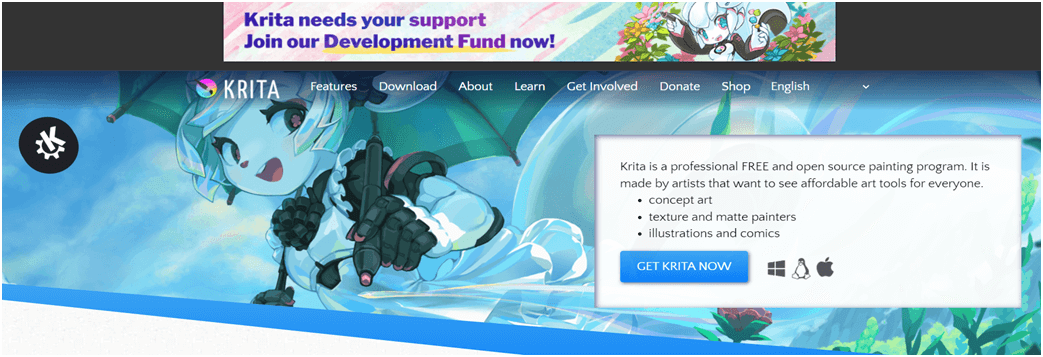 Krita needs your support
Join our Development Fund now!
KRITA Features Download About Learn Get Involved Donate Shop English
Krita is a professional FREE and open source painting program. It is
made by artists that want to see affordable art tools for everyone.
• concept art
• texture and matte painters
• illustrations and comics
GET KRITA NOW